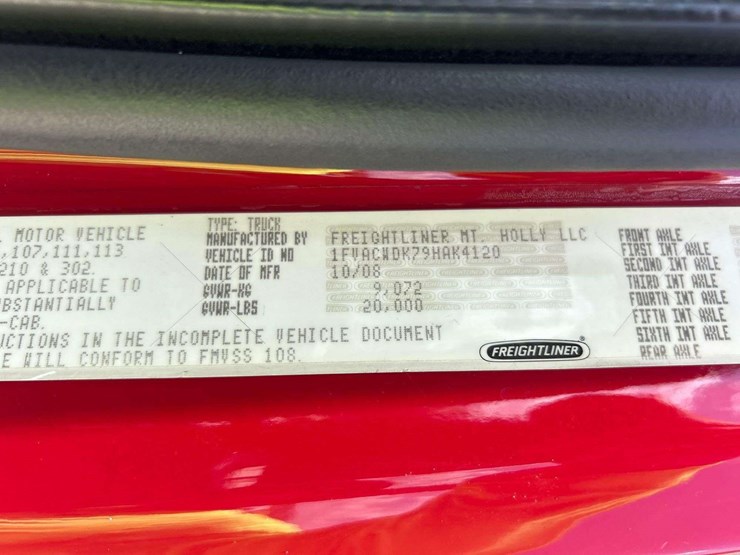 MOTOR VEHICLE
,107,111,113
210 & 302.
APPLICABLE TO
UBSTANTIALLY
-CAB.
UCTIONS IN THE INCOMPLETE VEHICLE DOCUMENT
E WILL CONFORM TO FMVSS 108.
TYPE: TRUCK
MANUFACTURED BY FREIGHTLINER MT. HOLLY LLC
VEHICLE ID NO 1FVACWDK79HAK4120
DATE OF MFR 10/08
GVWR-KG 9,072
GVWR-LBS 20,000
FREIGHTLINER
FRONT AXLE
FIRST INT AXLE
SECOND INT AXLE
THIRD INT AXLE
FOURTH INT AXLE
FIFTH INT AXLE
SIXTH INT AXLE
REAR AXLE